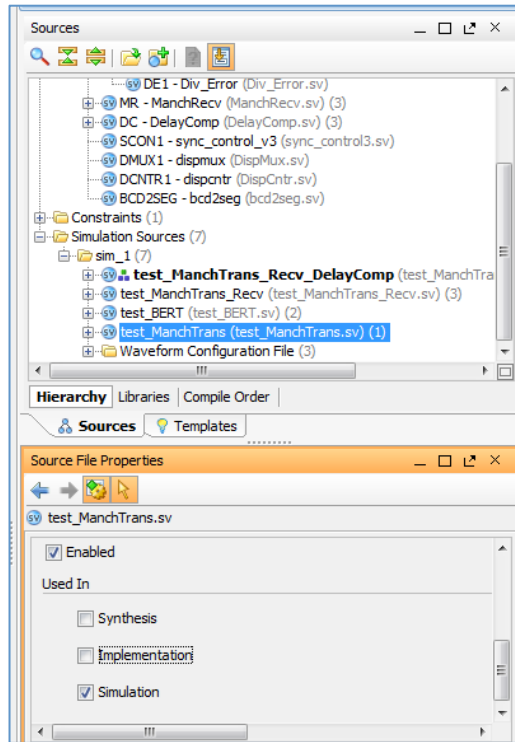 Sources
DE1 - Div_Error (Div_Error.sv)
MR - ManchRecv (ManchRecv.sv) (3)
DC - DelayComp (DelayComp.sv) (3)
SCON1 - sync_control_v3 (sync_control3.sv)
DMUX1 - dispmux (DispMux.sv)
DCNTR1 - dispcntr (DispCntr.sv)
BCD2SEG - bcd2seg (bcd2seg.sv)
Constraints (1)
Simulation Sources (7)
sim_1 (7)
test_ManchTrans_Recv_DelayComp (test_ManchTra
test_ManchTrans_Recv (test_ManchTrans_Recv.sv) (3)
test_BERT (test_BERT.sv) (2)
test_ManchTrans (test_ManchTrans.sv) (1)
Waveform Configuration File (3)
Hierarchy Libraries Compile Order
Sources Templates
Source File Properties
test_ManchTrans.sv
Enabled
Used In
Synthesis
Implementation
Simulation